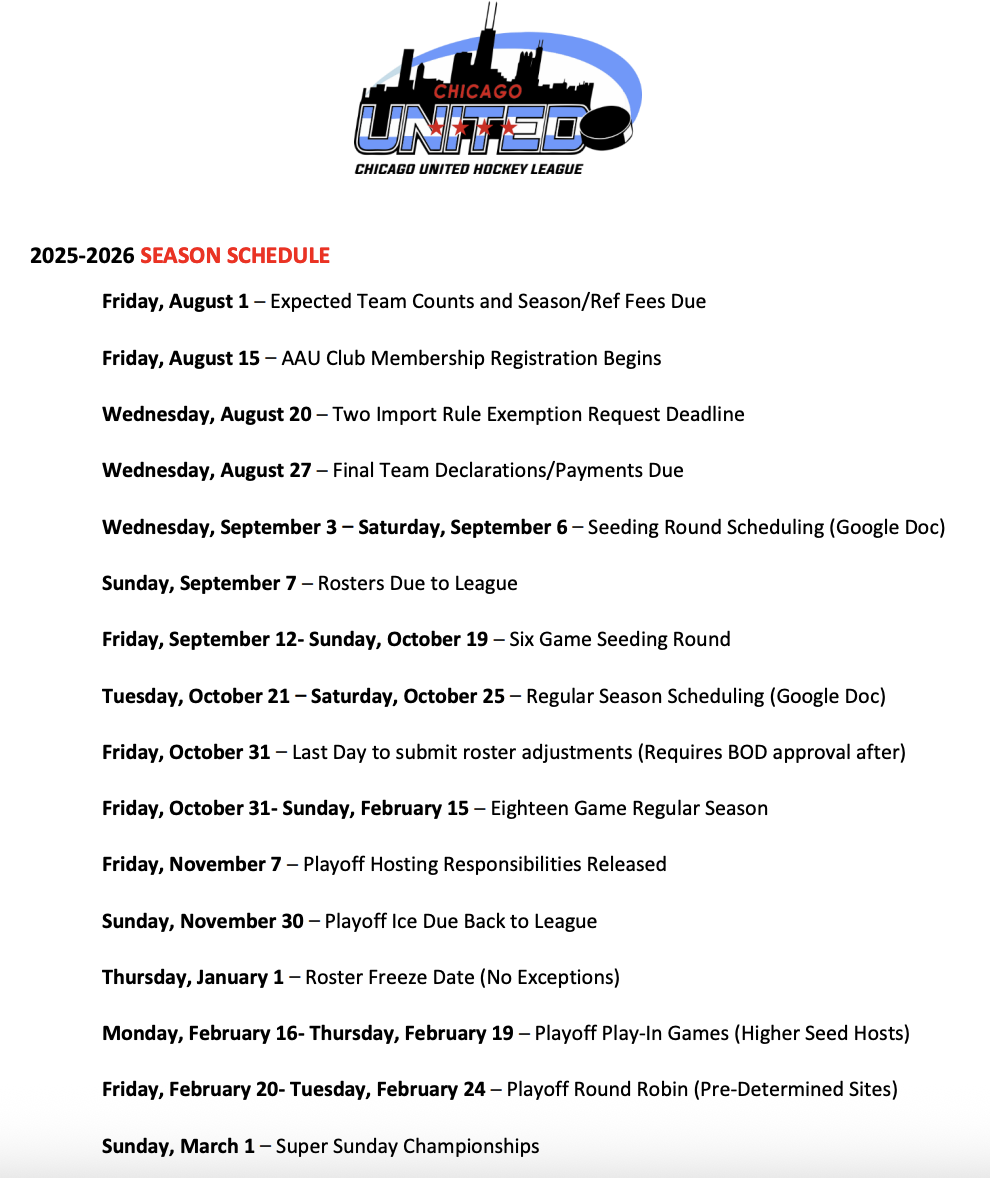 CHICAGO
UNITED
CHICAGO UNITED HOCKEY LEAGUE
2025-2026 SEASON SCHEDULE
Friday, August 1 – Expected Team Counts and Season/Ref Fees Due
Friday, August 15 – AAU Club Membership Registration Begins
Wednesday, August 20 – Two Import Rule Exemption Request Deadline
Wednesday, August 27 – Final Team Declarations/Payments Due
Wednesday, September 3 – Saturday, September 6 – Seeding Round Scheduling (Google Doc)
Sunday, September 7 – Rosters Due to League
Friday, September 12- Sunday, October 19 – Six Game Seeding Round
Tuesday, October 21 – Saturday, October 25 – Regular Season Scheduling (Google Doc)
Friday, October 31 – Last Day to submit roster adjustments (Requires BOD approval after)
Friday, October 31- Sunday, February 15 – Eighteen Game Regular Season
Friday, November 7 – Playoff Hosting Responsibilities Released
Sunday, November 30 – Playoff Ice Due Back to League
Thursday, January 1 – Roster Freeze Date (No Exceptions)
Monday, February 16- Thursday, February 19 – Playoff Play-In Games (Higher Seed Hosts)
Friday, February 20- Tuesday, February 24 – Playoff Round Robin (Pre-Determined Sites)
Sunday, March 1 – Super Sunday Championships